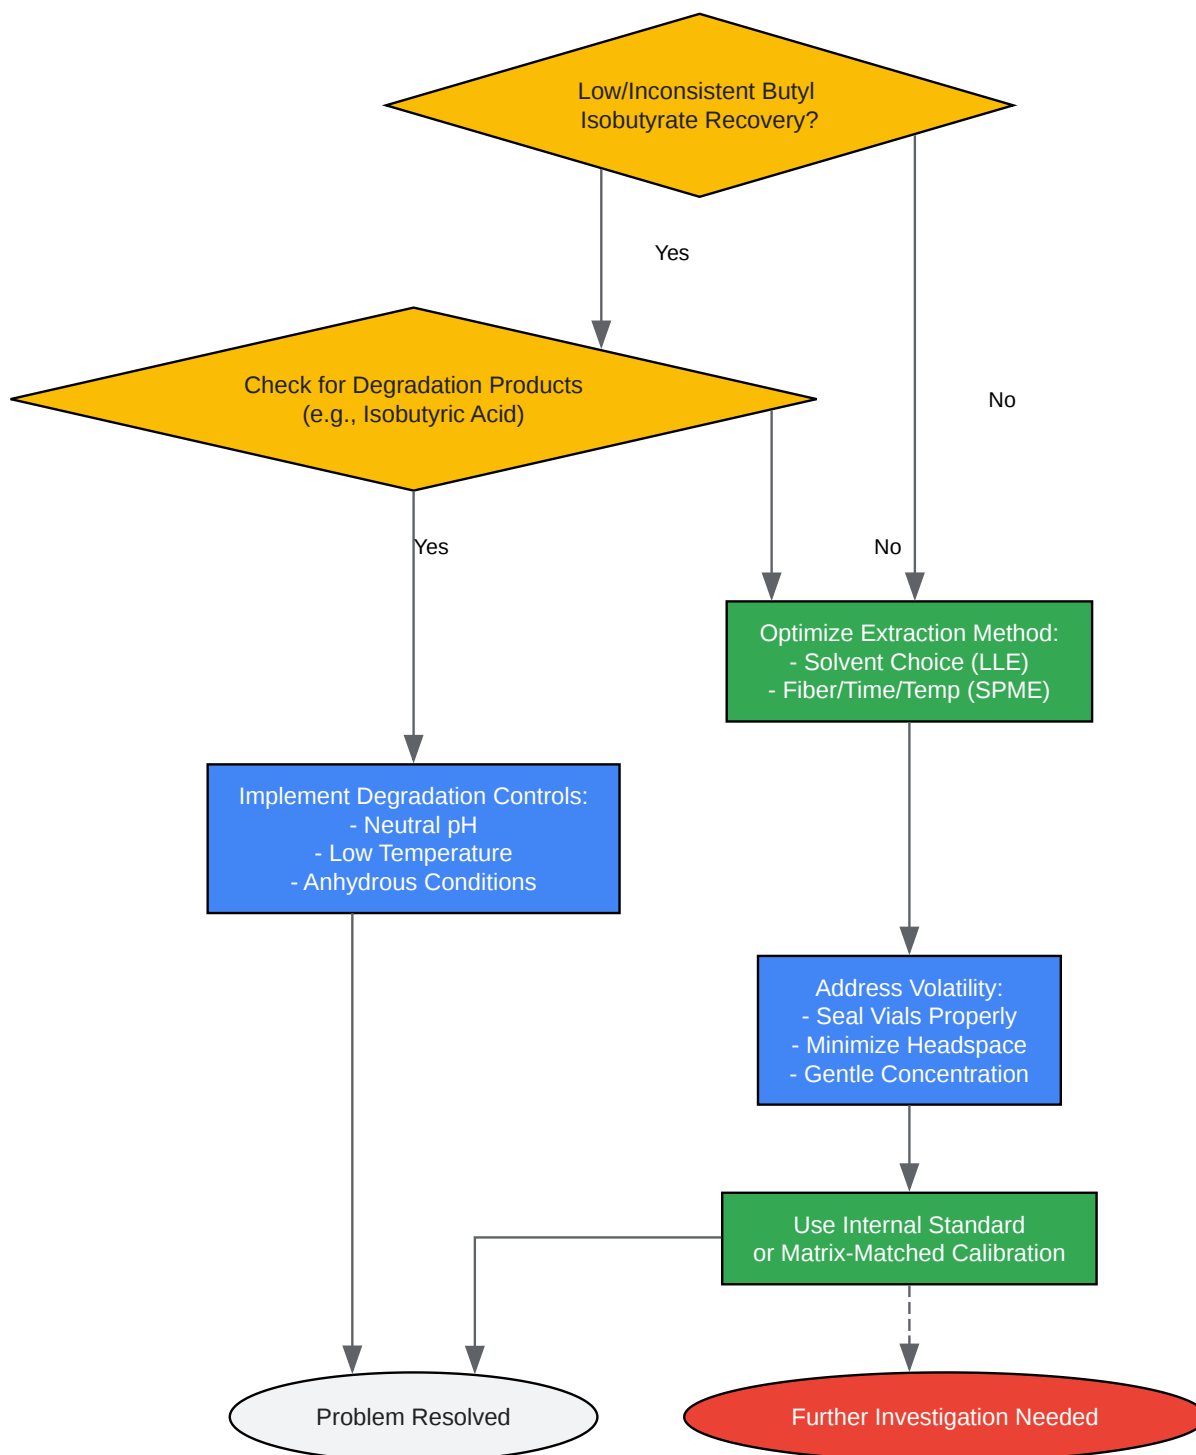 Low/Inconsistent Butyl
Isobutyrate Recovery?
Yes
Check for Degradation Products
(e.g., Isobutyric Acid)
No
Yes
No
Optimize Extraction Method:
- Solvent Choice (LLE)
- Fiber/Time/Temp (SPME)
Implement Degradation Controls:
- Neutral pH
- Low Temperature
- Anhydrous Conditions
Address Volatility:
- Seal Vials Properly
- Minimize Headspace
- Gentle Concentration
Use Internal Standard
or Matrix-Matched Calibration
Problem Resolved
Further Investigation Needed